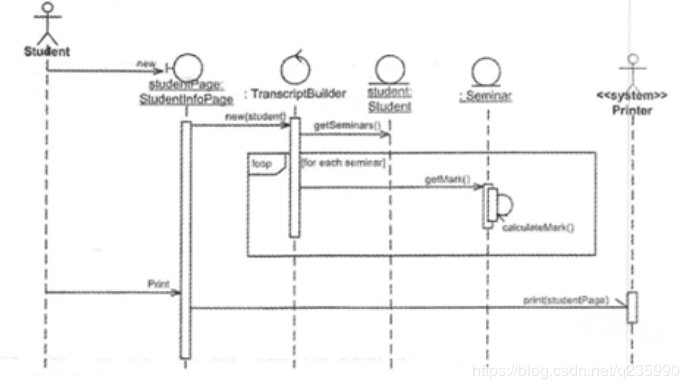 Student
new
studentPage:
StudentInfoPage
: TranscriptBuilder
student:
Student
: Seminar
<<system>>
Printer
new(student)
getSeminars()
loop
[for each seminar]
getMark()
calculateMark()
Print
print(studentPage)
https://blog.csdn.net/q235990